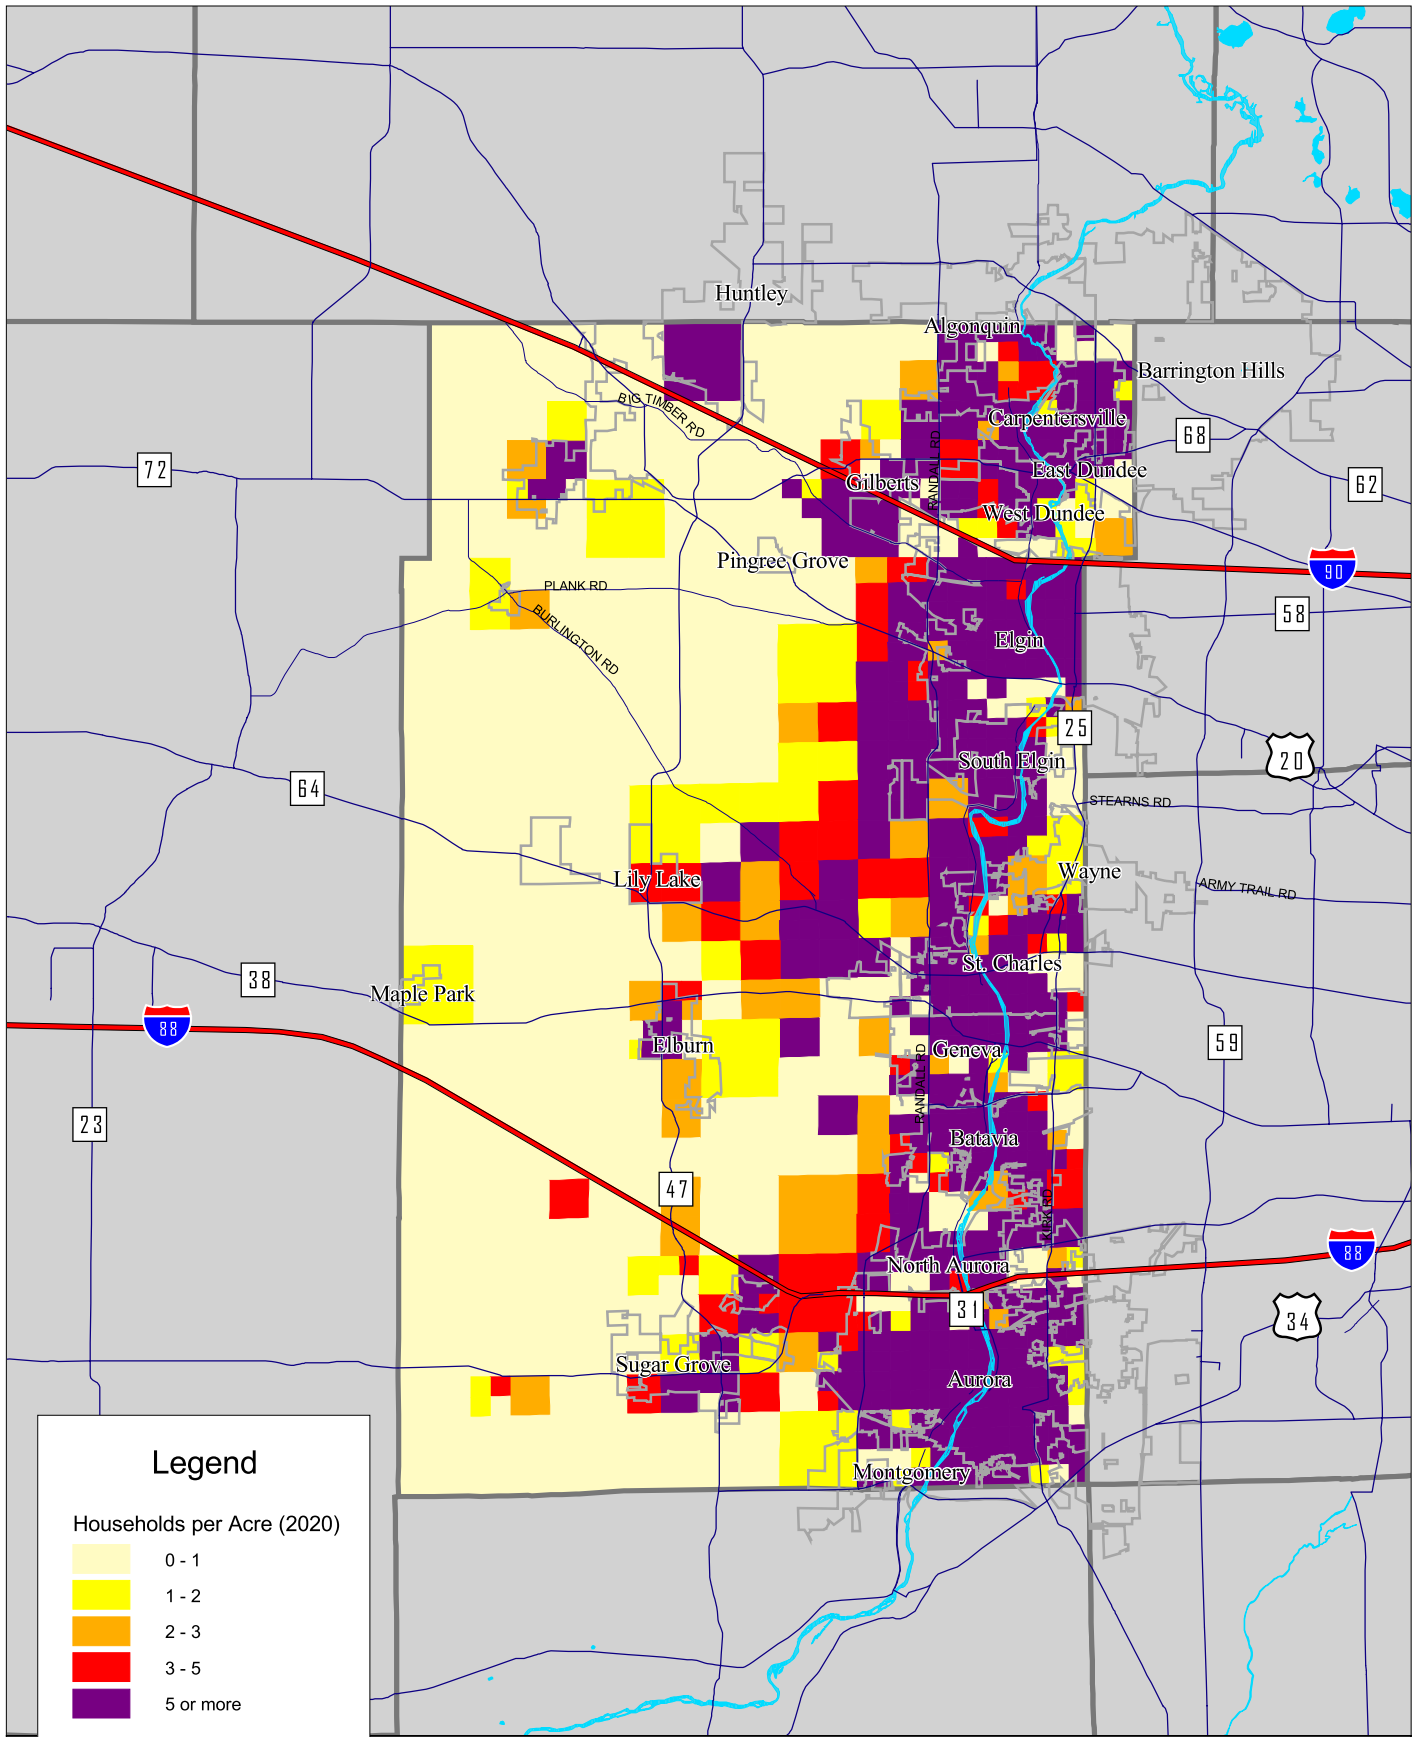 Huntley
Algonquin
Barrington Hills
BIG TIMBER RD
Carpentersville
68
72
RANDALL RD
East Dundee
Gilberts
62
West Dundee
Pingree Grove
90
PLANK RD
58
BURLINGTON RD
Elgin
25
South Elgin
20
64
STEARNS RD
Lily Lake
Wayne
ARMY TRAIL RD
St. Charles
38
Maple Park
88
Elburn
Geneva
59
RANDALL RD
23
Batavia
47
KIRK RD
88
North Aurora
31
34
Sugar Grove
Aurora
Montgomery
Legend
Households per Acre (2020)
0 - 1
1 - 2
2 - 3
3 - 5
5 or more